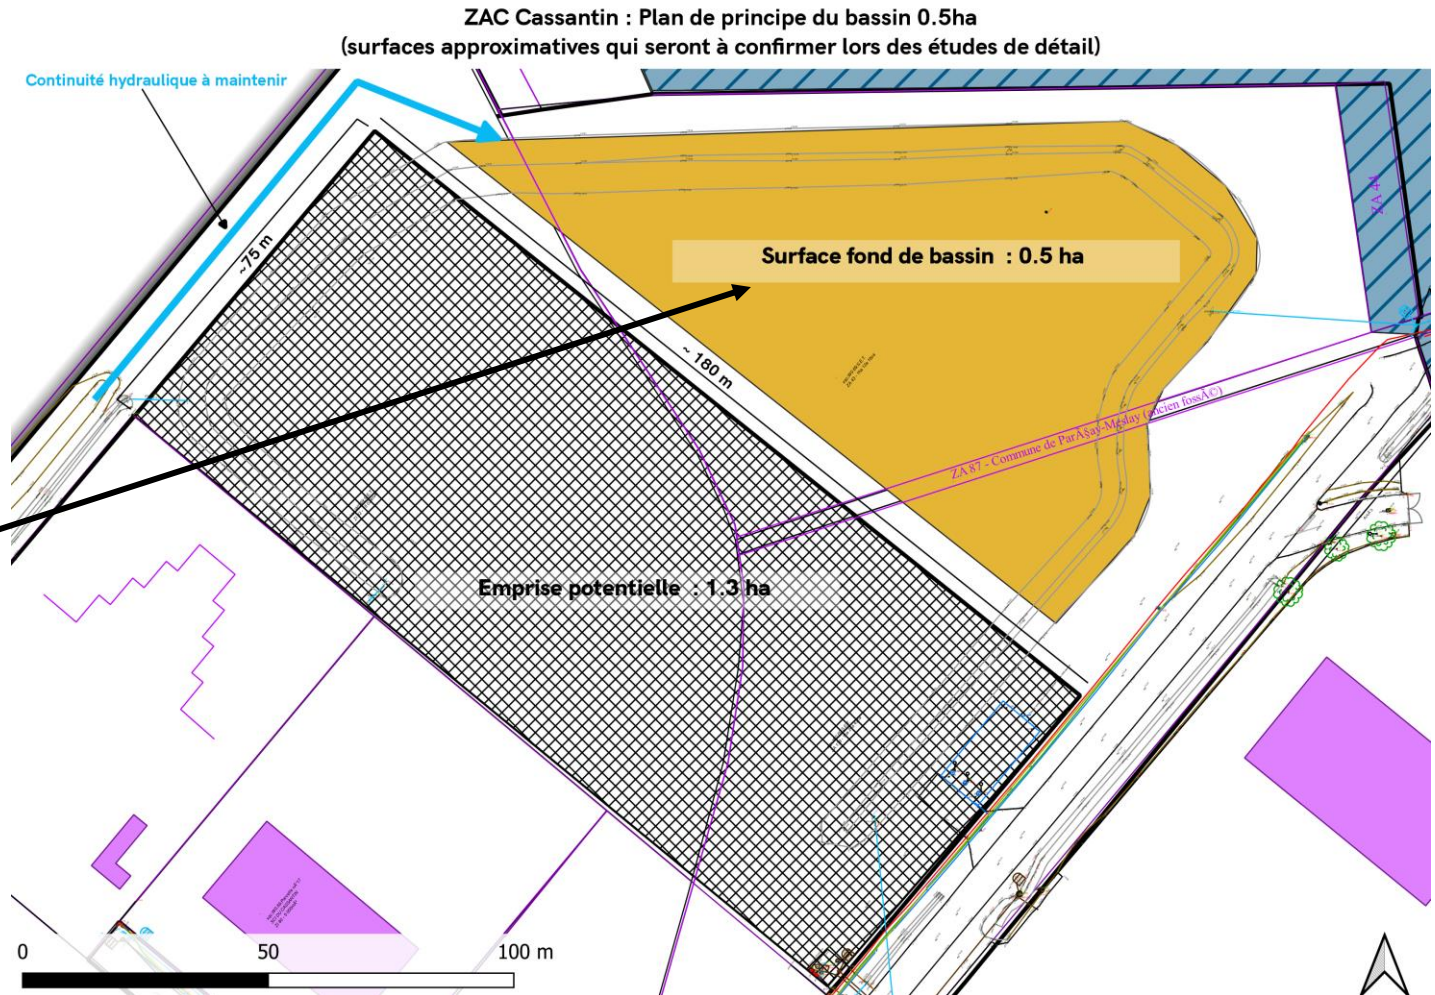 ZAC Cassantin : Plan de principe du bassin 0.5ha
(surfaces approximatives qui seront à confirmer lors des études de détail)
Continuité hydraulique à maintenir
~75 m
ZA 44
Surface fond de bassin : 0.5 ha
~ 180 m
ZA 87 - Commune de ParÃ§ay-Meslay (ancien fossÃ©)
Emprise potentielle : 1.3 ha
0 50 100 m